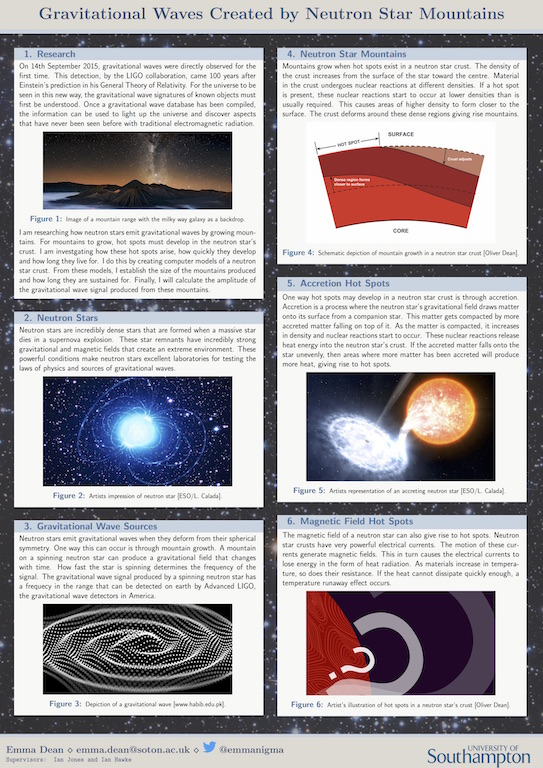 Gravitational Waves Created by Neutron Star Mountains
1. Research
On 14th September 2015, gravitational waves were directly observed for the
first time. This detection, by the LIGO collaboration, came 100 years after
Einstein's prediction in his General Theory of Relativity. For the universe to
be seen in this new way, the gravitational wave signatures of known objects must
first be understood. Once a gravitational wave database has been compiled,
the information can be used to light up the universe and discover aspects
that have never been seen before with traditional electromagnetic radiation.
Figure 1: Image of a mountain range with the milky way galaxy as a backdrop.
I am researching how neutron stars emit gravitational waves by growing moun-
tains. For mountains to grow, hot spots must develop in the neutron star's
crust. I am investgating how these hot spots arise, how quickly they develop
and how long they live for. I do this by creating computer models of a neutron
star crust. From these models, I establish the size of the mountains produced
and how long they are sustained for. Finally, I will calculate the amplitude of
the gravitational wave signal produced from these mountains.
2. Neutron Stars
Neutron stars are incredibly dense stars that are formed when a massive star
dies in a supernova explosion. These star remnants have incredibly strong
gravitational and magnetic fields that create an extreme environment. These
powerful conditions make neutron stars excellent laboratories for testing the
laws of physics and sources of gravitational waves.
Figure 2: Artists impression of neutron star [ESO/L. Calada].
3. Gravitational Wave Sources
Neutron stars emit gravitational waves when they deform from their spherical
symmetry. One way this can occur is through mountain growth. A mountain
on a spinning neutron star can produce a gravitational field that changes
with time. How fast the star is spinning determines the frequency of the
signal. The gravitational wave signal produced by a spinning neutron star has
a frequecy in the range that can be detected on earth by Advanced LIGO,
the gravitational wave detectors in America.
Figure 3: Depiction of a gravitational wave [www.habib.edu.pk].
4. Neutron Star Mountains
Mountains grow when hot spots exist in a neutron star crust. The density of
the crust increases from the surface of the star toward the centre. Material
in the crust undergoes nuclear reactions at different densities. If a hot spot
is present, these nuclear reactions start to occur at lower densities than is
usually required. This causes areas of higher density to form closer to the
surface. The crust deforms around these dense regions giving rise mountains.
SURFACE
HOT SPOT
Crust adjusts
Dense region forms
closer to surface
CORE
Figure 4: Schematic depiction of mountain growth in a neutron star crust [Oliver Dean].
5. Accretion Hot Spots
One way hot spots may develop in a neutron star crust is through accretion.
Accretion is a process where the neutron star's gravitational field draws matter
onto its surface from a companion star. This matter gets compacted by more
accreted matter falling on top of it. As the matter is compacted, it increases
in density and nuclear reactions start to occur. These nuclear reactions release
heat energy into the neutron star's crust. If the accreted matter falls onto the
star unevenly, then areas where more matter has been accreted will produce
more heat, giving rise to hot spots.
Figure 5: Artists representation of an accreting neutron star [ESO/L. Calada].
6. Magnetic Field Hot Spots
The magnetic field of a neutron star can also give rise to hot spots. Neutron
star crusts have very powerful electrical currents. The motion of these cur-
rents generate magnetic fields. This in turn causes the electrical currents to
lose energy in the form of heat radiation. As materials increase in tempera-
ture, so does their resistance. If the heat cannot dissipate quickly enough, a
temperature runaway effect occurs.
?
Figure 6: Artist's illustration of hot spots in a neutron star's crust [Oliver Dean].
Emma Dean ◇ emma.dean@soton.ac.uk ◇ @emmanigma
Supervisors: Ian Jones and Ian Hawke
UNIVERSITY OF
Southampton